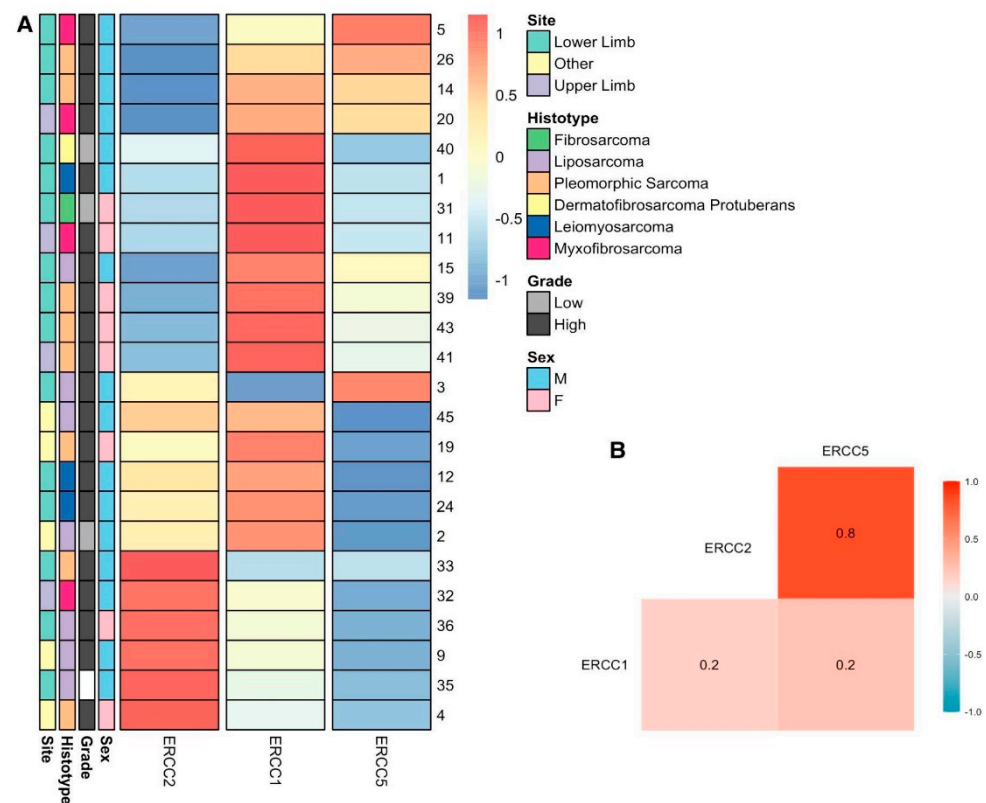 A
5
26
14
20
40
1
31
11
15
39
43
41
3
45
19
12
24
2
33
32
36
9
35
4
Site
Histotype
Grade
Sex
ERCC2
ERCC1
ERCC5
1
0.5
0
-0.5
-1
Site
Lower Limb
Other
Upper Limb
Histotype
Fibrosarcoma
Liposarcoma
Pleomorphic Sarcoma
Dermatofibrosarcoma Protuberans
Leiomyosarcoma
Myxofibrosarcoma
Grade
Low
High
Sex
M
F
B
ERCC5
ERCC2
0.8
ERCC1
0.2
0.2
1.0
0.5
0.0
-0.5
-1.0